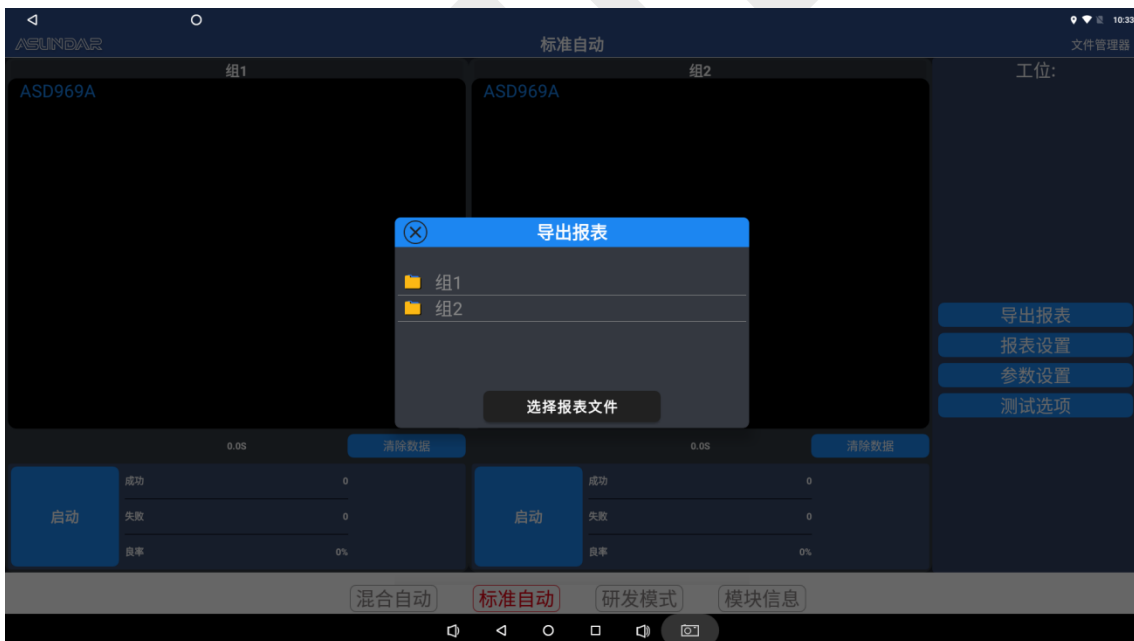 10:33
ASUNDAR
标准自动
文件管理器
组1
组2
工位:
ASD969A
ASD969A
导出报表
组1
组2
选择报表文件
导出报表
报表设置
参数设置
测试选项
0.0S
清除数据
0.0S
清除数据
启动
成功 0
失败 0
良率 0%
启动
成功 0
失败 0
良率 0%
混合自动
标准自动
研发模式
模块信息